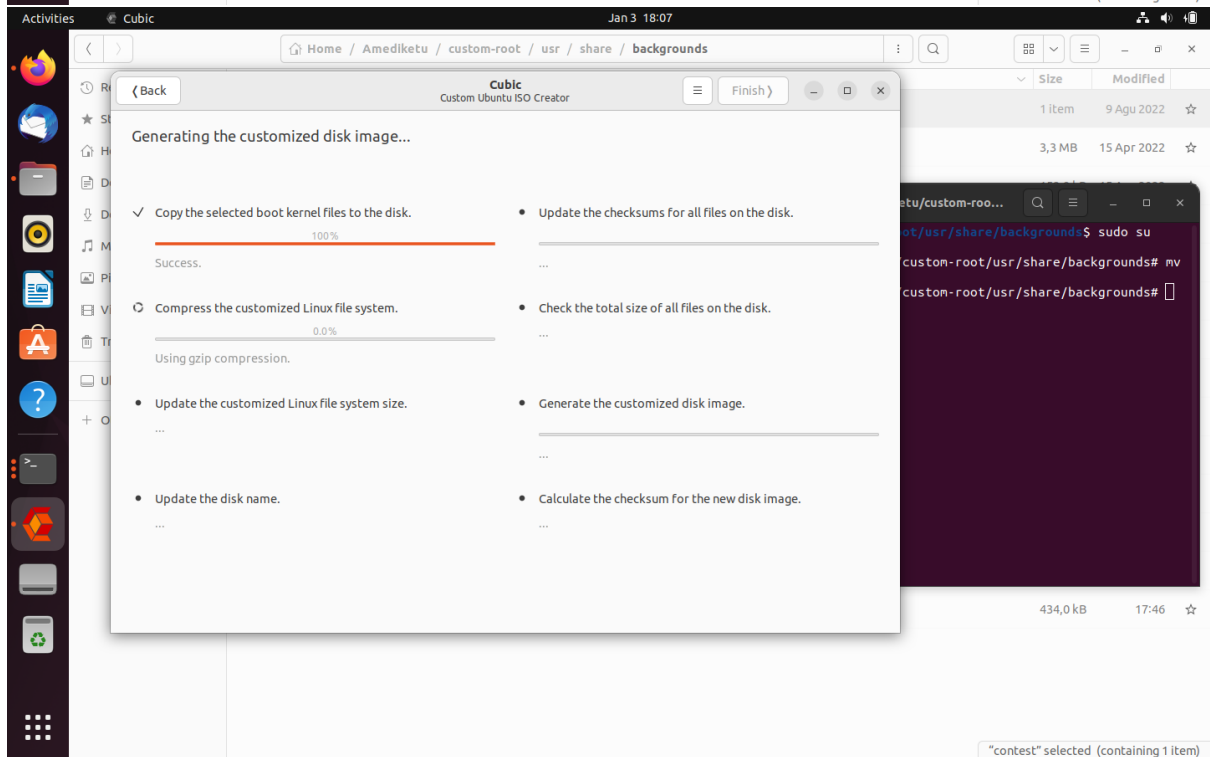 Activities
Cubic
Jan 3 18:07
Home / Amediketu / custom-root / usr / share / backgrounds
Size
Modified
1 item
9 Agu 2022
3,3 MB
15 Apr 2022
Back
Cubic
Custom Ubuntu ISO Creator
Finish
Generating the customized disk image...
Copy the selected boot kernel files to the disk.
100%
Success.
Compress the customized Linux file system.
0.0%
Using gzip compression.
Update the customized Linux file system size.
...
Update the disk name.
...
Update the checksums for all files on the disk.
...
Check the total size of all files on the disk.
...
Generate the customized disk image.
...
Calculate the checksum for the new disk image.
...
etu/custom-roo...
oot/usr/share/backgrounds$ sudo su
/custom-root/usr/share/backgrounds# mv
/custom-root/usr/share/backgrounds#
434,0 kB
17:46
"contest" selected (containing 1 item)